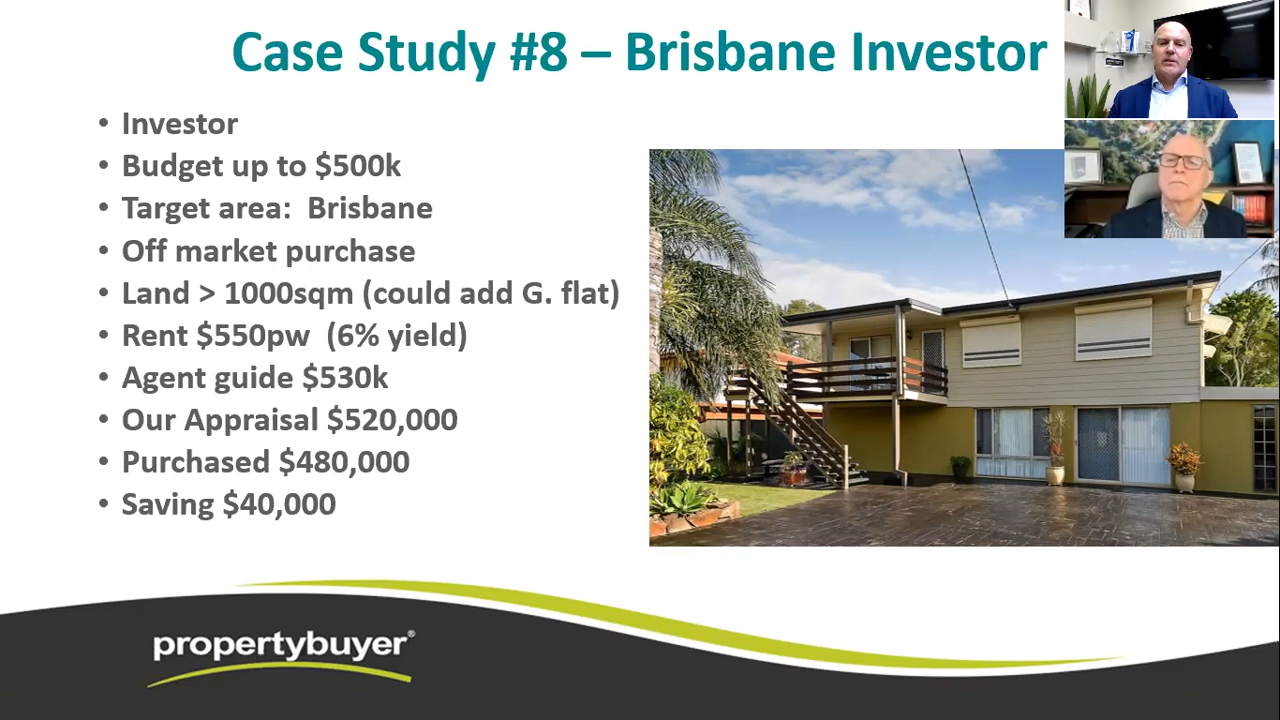 Case Study #8 – Brisbane Investor
• Investor
• Budget up to $500k
• Target area:  Brisbane
• Off market purchase
• Land > 1000sqm (could add G. flat)
• Rent $550pw  (6% yield)
• Agent guide $530k
• Our Appraisal $520,000
• Purchased $480,000
• Saving $40,000
propertybuyer®